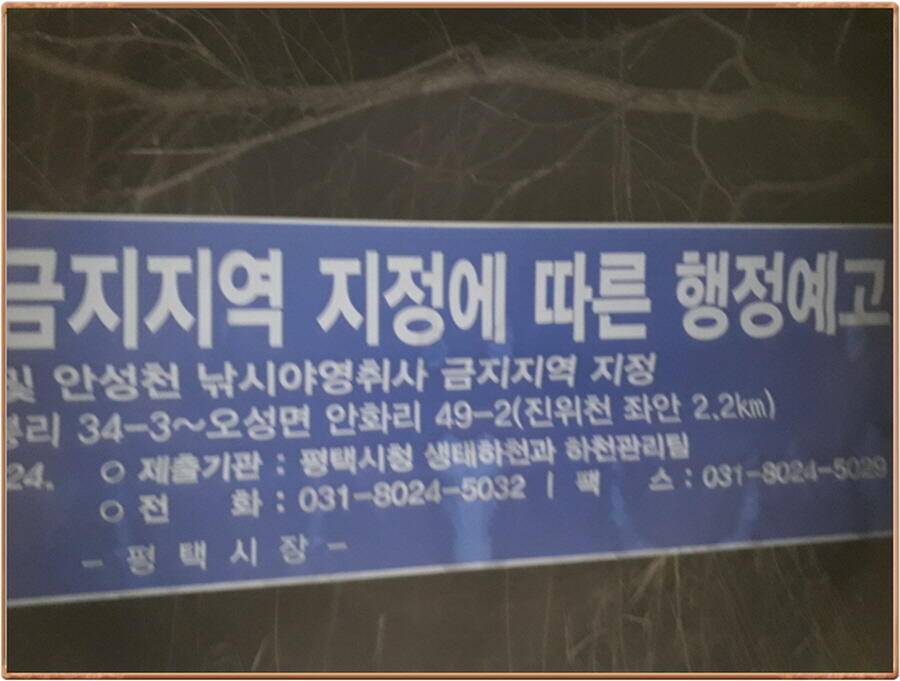 금지지역 지정에 따른 행정예고
및 안성천 낚시야영취사 금지지역 지정
봉리 34-3~오성면 안화리 49-2(진위천 좌안 2.2km)
24. ○ 제출기관 : 평택시청 생태하천과 하천관리팀
○ 전 화 : 031-8024-5032 | 팩 스 : 031-8024-5029
- 평 택 시 장 -